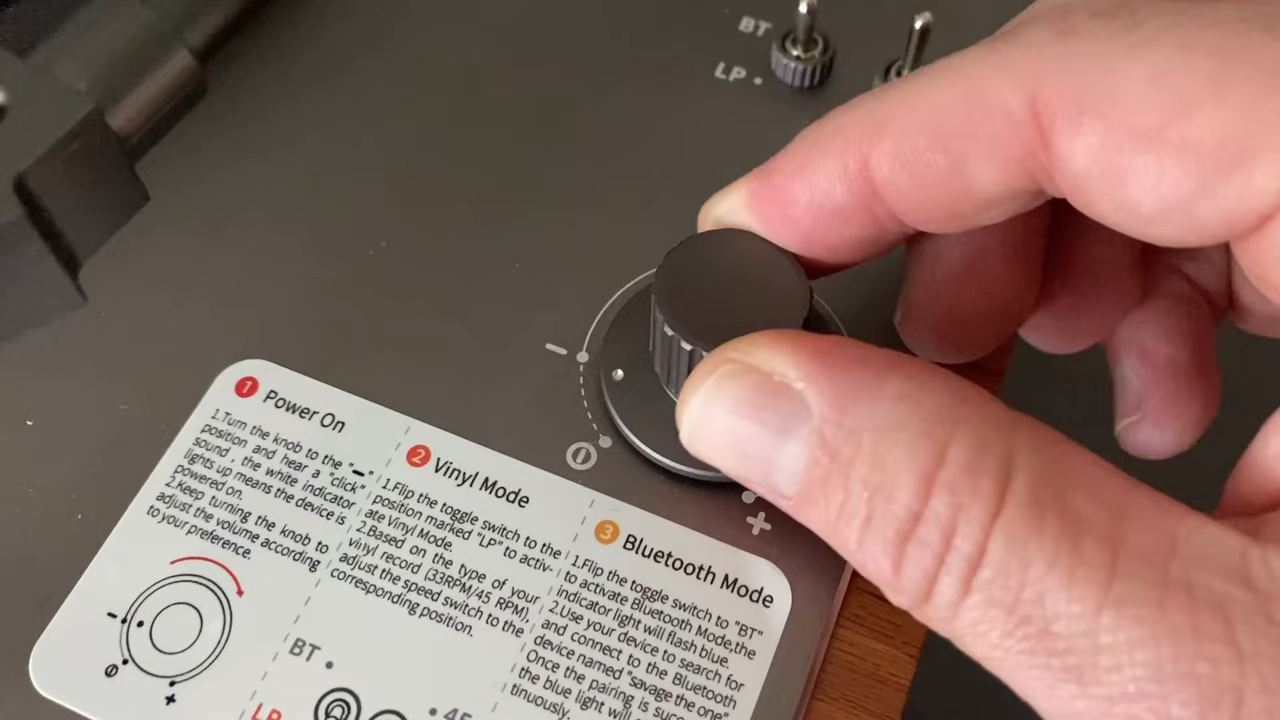 BT
LP
1 Power On
1.Turn the knob to the "-"
position and hear a "click"
sound , the white indicator
lights up means the device is
powered on.
2.Keep turning the knob to
adjust the volume according
to your preference.
2 Vinyl Mode
1.Flip the toggle switch to the
position marked "LP" to activ-
ate Vinyl Mode.
2.Based on the type of your
vinyl record (33RPM/45 RPM),
adjust the speed switch to the
corresponding position.
BT
LP
45
3 Bluetooth Mode
1.Flip the toggle switch to "BT"
to activate Bluetooth Mode,the
indicator light will flash blue.
2.Use your device to search for
and connect to the Bluetooth
device named "savage the one"
Once the pairing is
the blue light will
tinuously.